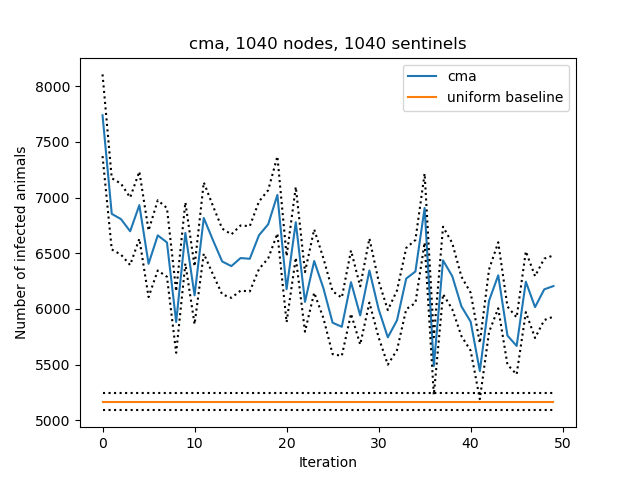 cma, 1040 nodes, 1040 sentinels
cma
uniform baseline
Number of infected animals
8000
7500
7000
6500
6000
5500
5000
0 10 20 30 40 50
Iteration